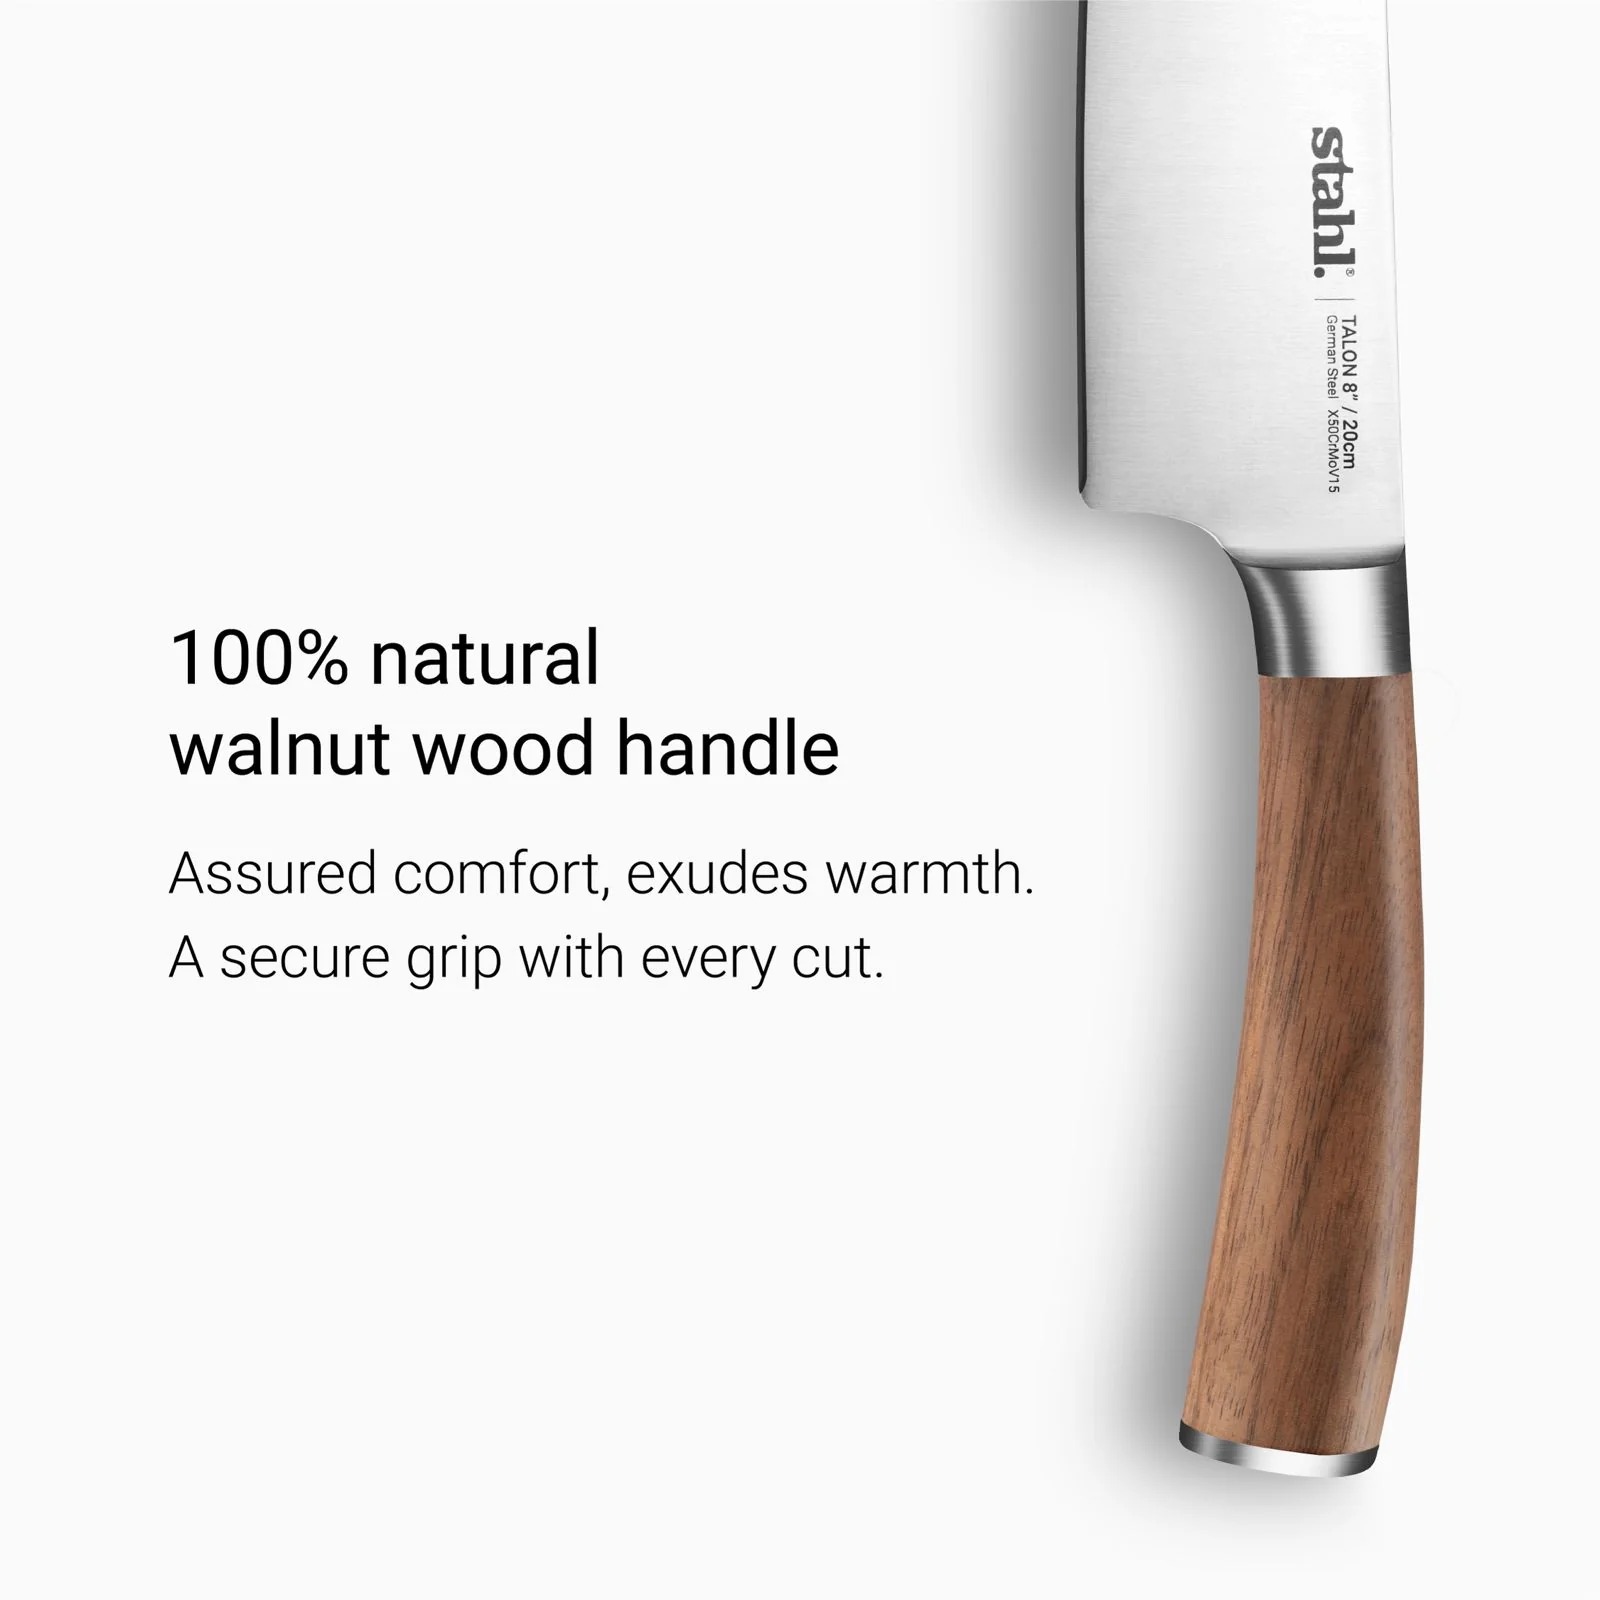 stahl.®
TALON 8” / 20cm
German Steel X50CrMoV15
100% natural
walnut wood handle
Assured comfort, exudes warmth.
A secure grip with every cut.